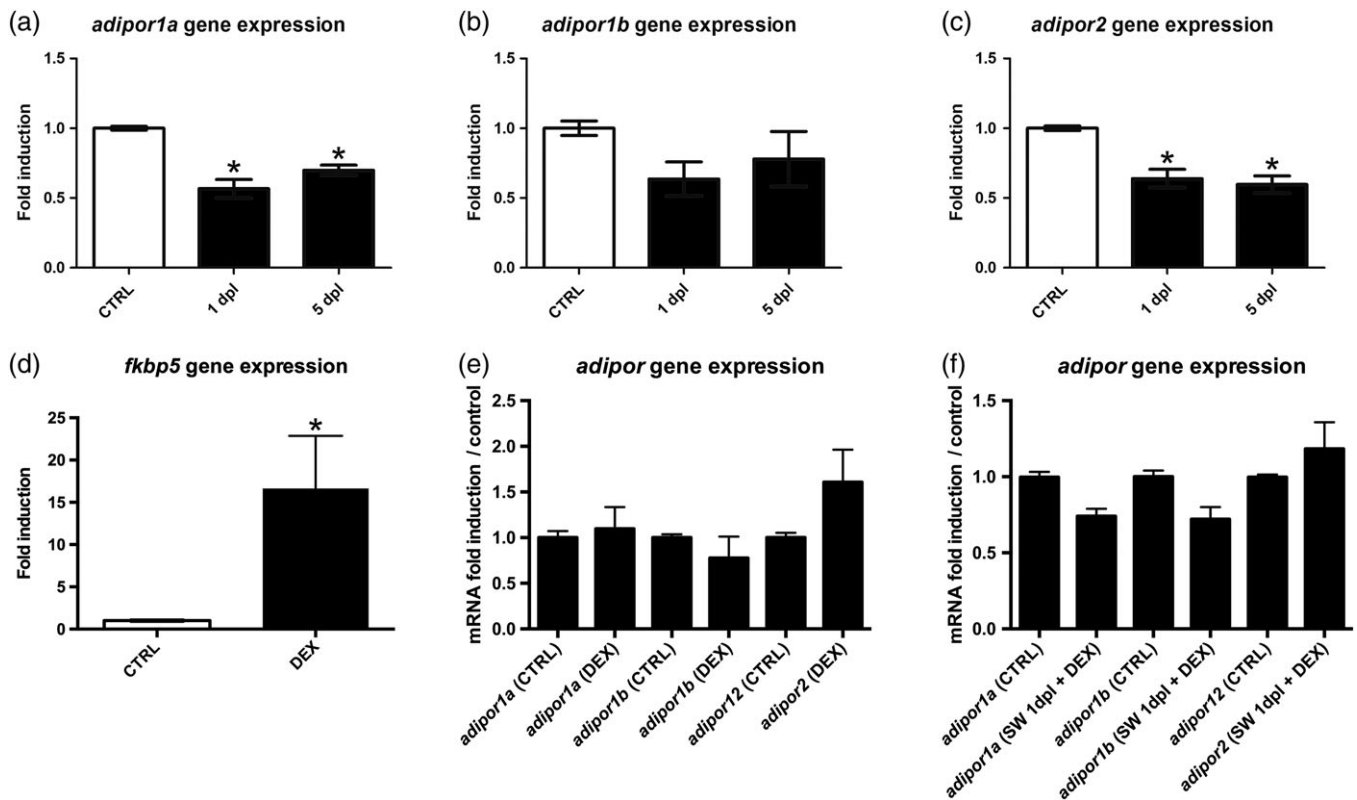 (a)
adipor1a gene expression
Fold induction
1.5
1.0
0.5
0.0
*
*
CTRL
1 dpl
5 dpl
(b)
adipor1b gene expression
Fold induction
1.5
1.0
0.5
0.0
CTRL
1 dpl
5 dpl
(c)
adipor2 gene expression
Fold induction
1.5
1.0
0.5
0.0
*
*
CTRL
1 dpl
5 dpl
(d)
fkbp5 gene expression
Fold induction
25
20
15
10
5
0
*
CTRL
DEX
(e)
adipor gene expression
mRNA fold induction / control
2.5
2.0
1.5
1.0
0.5
0.0
adipor1a (CTRL)
adipor1a (DEX)
adipor1b (CTRL)
adipor1b (DEX)
adipor12 (CTRL)
adipor2 (DEX)
(f)
adipor gene expression
mRNA fold induction / control
1.5
1.0
0.5
0.0
adipor1a (CTRL)
adipor1a (SW 1dpl + DEX)
adipor1b (CTRL)
adipor1b (SW 1dpl + DEX)
adipor12 (CTRL)
adipor2 (SW 1dpl + DEX)